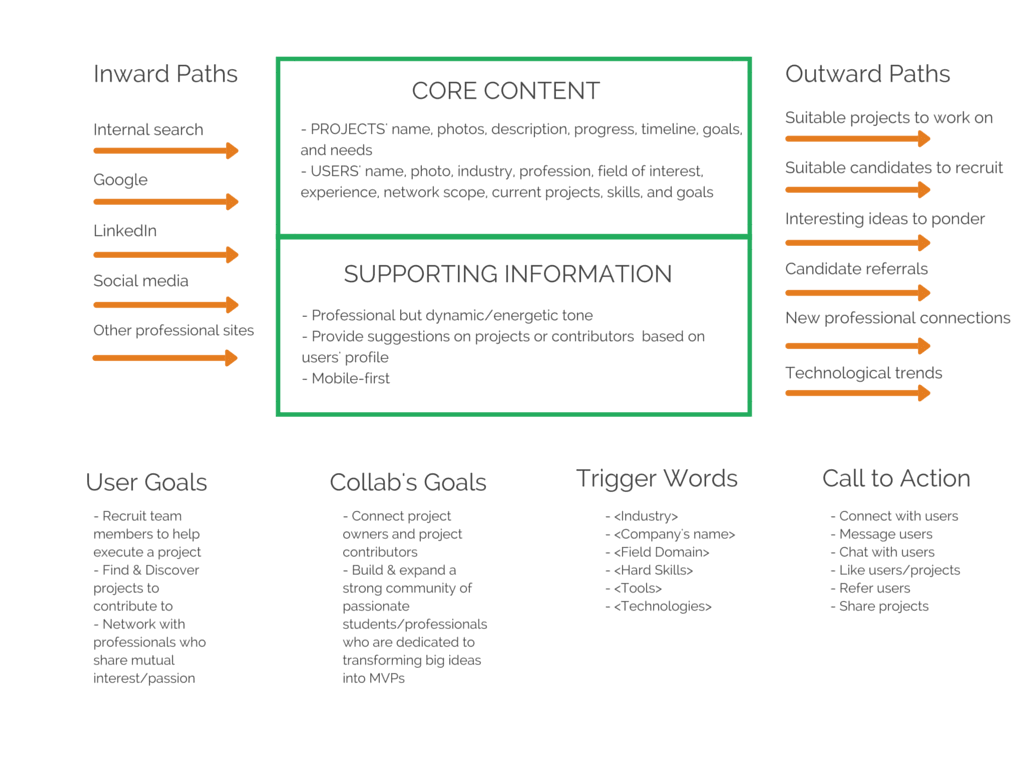 Inward Paths
Internal search
Google
LinkedIn
Social media
Other professional sites
CORE CONTENT
- PROJECTS' name, photos, description, progress, timeline, goals,
and needs
- USERS' name, photo, industry, profession, field of interest,
experience, network scope, current projects, skills, and goals
SUPPORTING INFORMATION
- Professional but dynamic/energetic tone
- Provide suggestions on projects or contributors  based on
users' profile
- Mobile-first
Outward Paths
Suitable projects to work on
Suitable candidates to recruit
Interesting ideas to ponder
Candidate referrals
New professional connections
Technological trends
User Goals
- Recruit team
members to help
execute a project
- Find & Discover
projects to
contribute to
- Network with
professionals who
share mutual
interest/passion
Collab's Goals
- Connect project
owners and project
contributors
- Build & expand a
strong community of
passionate
students/professionals
who are dedicated to
transforming big ideas
into MVPs
Trigger Words
- <Industry>
- <Company's name>
- <Field Domain>
- <Hard Skills>
- <Tools>
- <Technologies>
Call to Action
- Connect with users
- Message users
- Chat with users
- Like users/projects
- Refer users
- Share projects